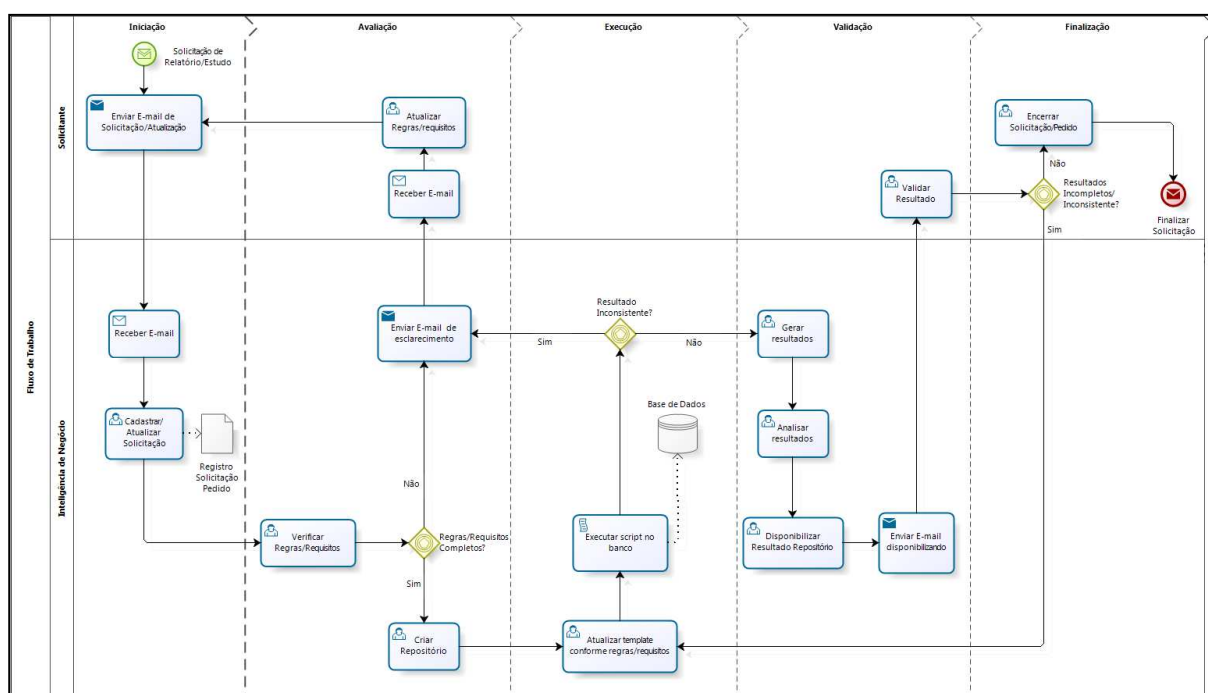 Iniciação
Avaliação
Execução
Validação
Finalização
Fluxo de Trabalho
Solicitante
Solicitação de
Relatório/Estudo
Enviar E-mail de
Solicitação/Atualização
Atualizar
Regras/requisitos
Receber E-mail
Validar
Resultado
Encerrar
Solicitação/Pedido
Não
Resultados
Incompletos/
Inconsistente?
Sim
Finalizar
Solicitação
Inteligência de Negócio
Receber E-mail
Cadastrar/
Atualizar
Solicitação
Registro
Solicitação
Pedido
Verificar
Regras/Requisitos
Regras/Requisitos
Completos?
Não
Sim
Enviar E-mail de
esclarecimento
Criar
Repositório
Resultado
Inconsistente?
Sim
Não
Base de Dados
Executar script no
banco
Atualizar template
conforme regras/requisitos
Gerar
resultados
Analisar
resultados
Disponibilizar
Resultado Repositório
Enviar E-mail
disponibilizando